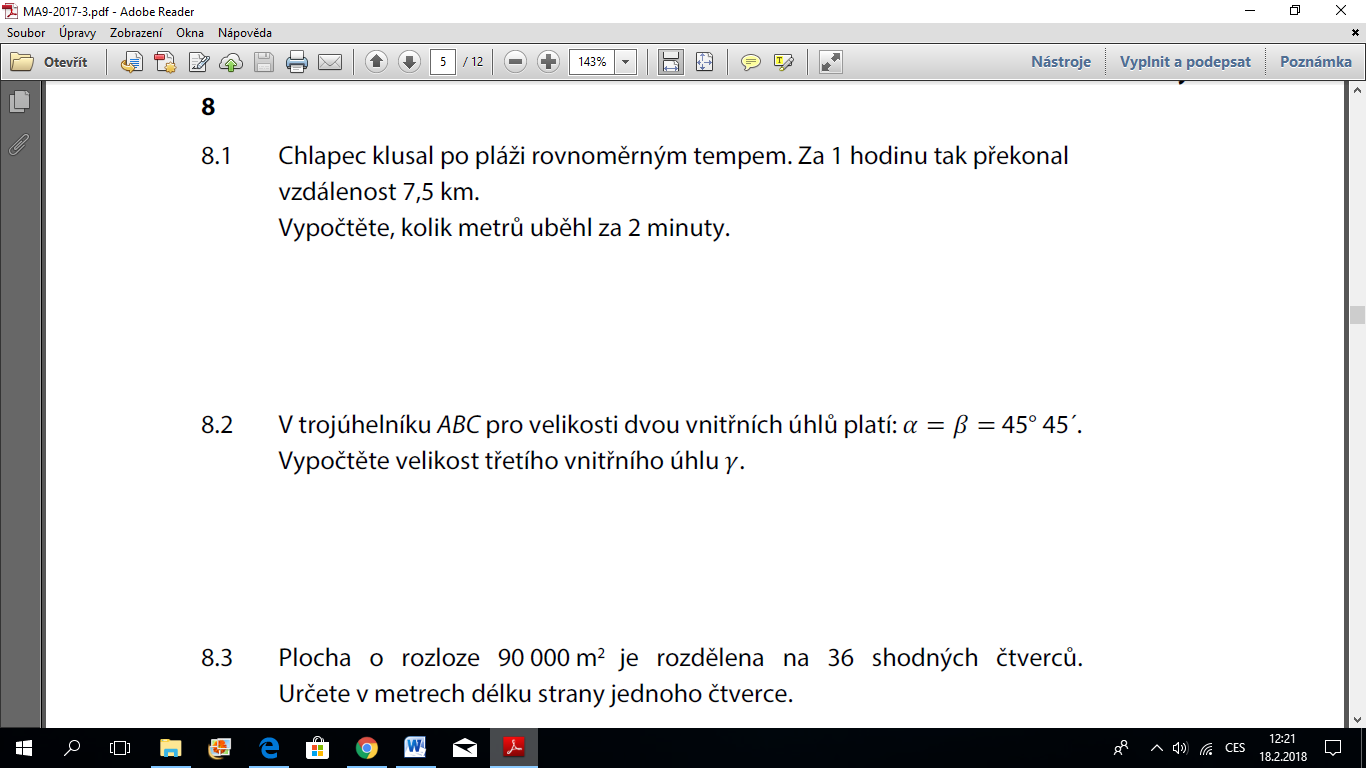 MA9-2017-3.pdf - Adobe Reader
Soubor Úpravy Zobrazení Okna Nápověda
Otevřít 5 / 12 143% Nástroje Vyplnit a podepsat Poznámka
8
8.1 Chlapec klusal po pláži rovnoměrným tempem. Za 1 hodinu tak překonal
vzdálenost 7,5 km.
Vypočtěte, kolik metrů uběhl za 2 minuty.
8.2 V trojúhelníku ABC pro velikosti dvou vnitřních úhlů platí: α = β = 45° 45´.
Vypočtěte velikost třetího vnitřního úhlu γ.
8.3 Plocha o rozloze 90 000 m² je rozdělena na 36 shodných čtverců.
Určete v metrech délku strany jednoho čtverce.
CES
12:21
18.2.2018